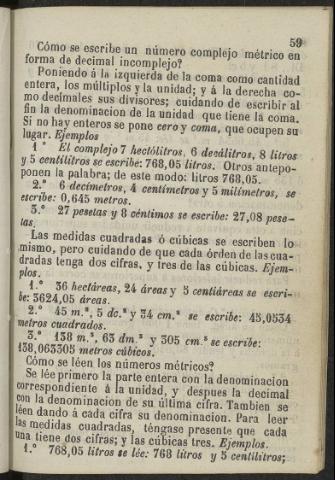 59
Cómo se escribe un número complejo métrico en
forma de decimal incomplejo?
Poniendo á la izquierda de la coma como cantidad
entera, los múltiplos y la unidad; y á la derecha co-
mo decimales sus divisores; cuidando de escribir al
fin la denominacion de la unidad que tiene la coma.
Si no hay enteros se pone cero y coma, que ocupen su
lugar. Ejemplos
1.º El complejo 7 hectólitros, 6 decálitros, 8 litros
y 5 centilitros se escribe: 768,05 litros. Otros antepo-
ponen la palabra; de este modo: litros 768,05.
2.º 6 decímetros, 4 centímetros y 5 milímetros, se
escribe: 0,645 metros.
3.º 27 pesetas y 8 céntimos se escribe: 27,08 pese-
tas.
Las medidas cuadradas ó cúbicas se escriben lo
mismo, pero cuidando de que cada órden de las cua-
dradas tenga dos cifras, y tres de las cúbicas. Ejem-
plos.
1.º 36 hectáreas, 24 áreas y 5 centiáreas se escri-
be: 3624,05 áreas.
2.º 45 m.², 5 dc.² y 34 cm.² se escribe: 45,0534
metros cuadrados.
3.º 138 m.³, 63 dm.³ y 305 cm.³ se escribe:
138,063305 metros cúbicos.
Cómo se léen los números métricos?
Se lée primero la parte entera con la denominacion
correspondiente á la unidad, y despues la decimal
con la denominacion de su última cifra. Tambien se
léen dando á cada cifra su denominacion. Para leer
las medidas cuadradas, téngase presente que cada
una tiene dos cifras; y las cúbicas tres. Ejemplos.
1.º 768,05 litros se lée: 768 litros y 5 centilitros;